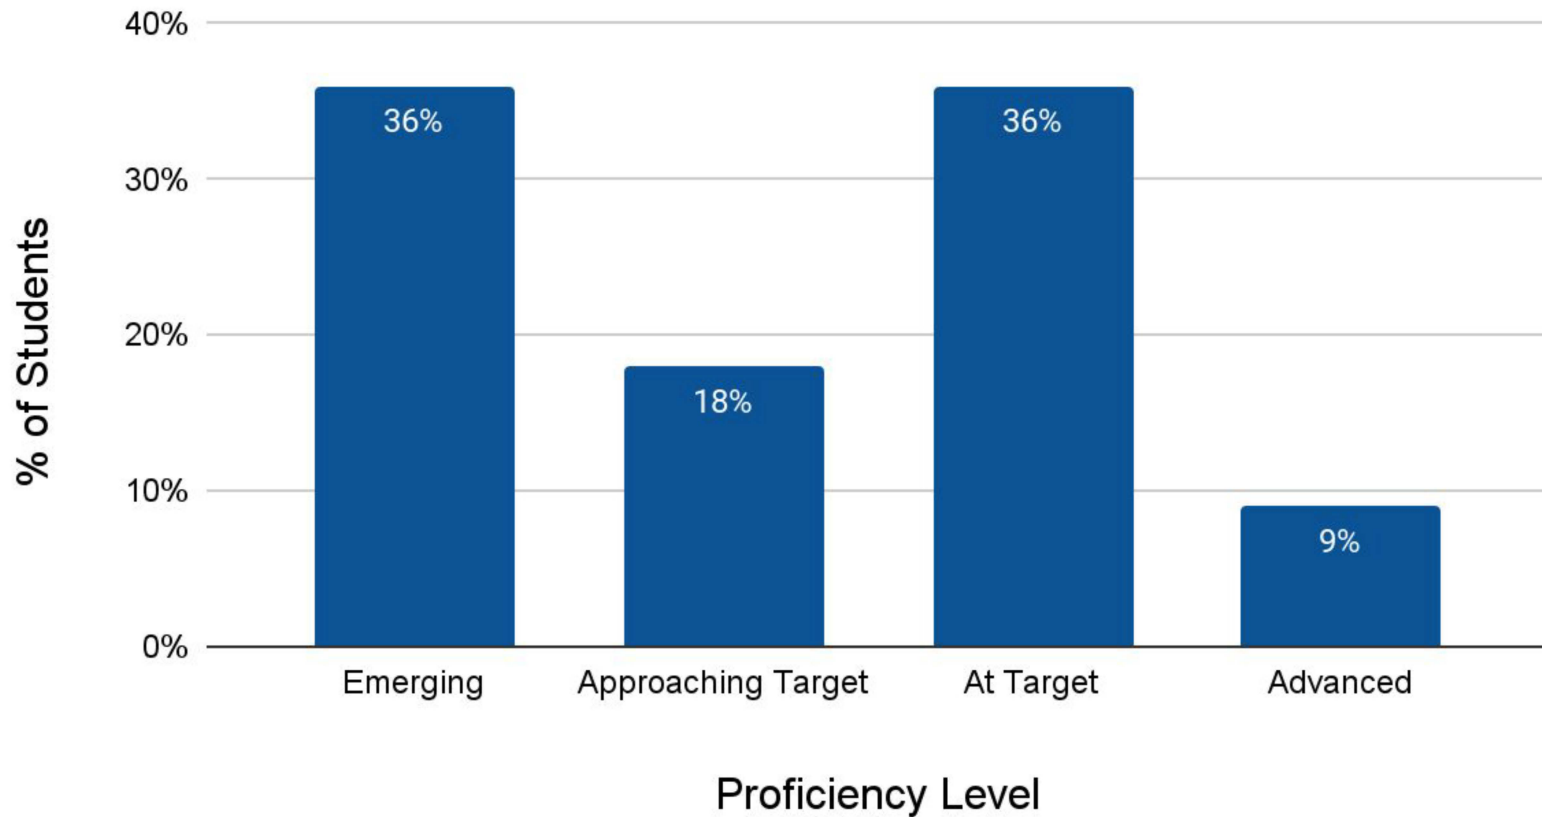 % of Students
40%
30%
20%
10%
0%
36%
18%
36%
9%
Emerging
Approaching Target
At Target
Advanced
Proficiency Level